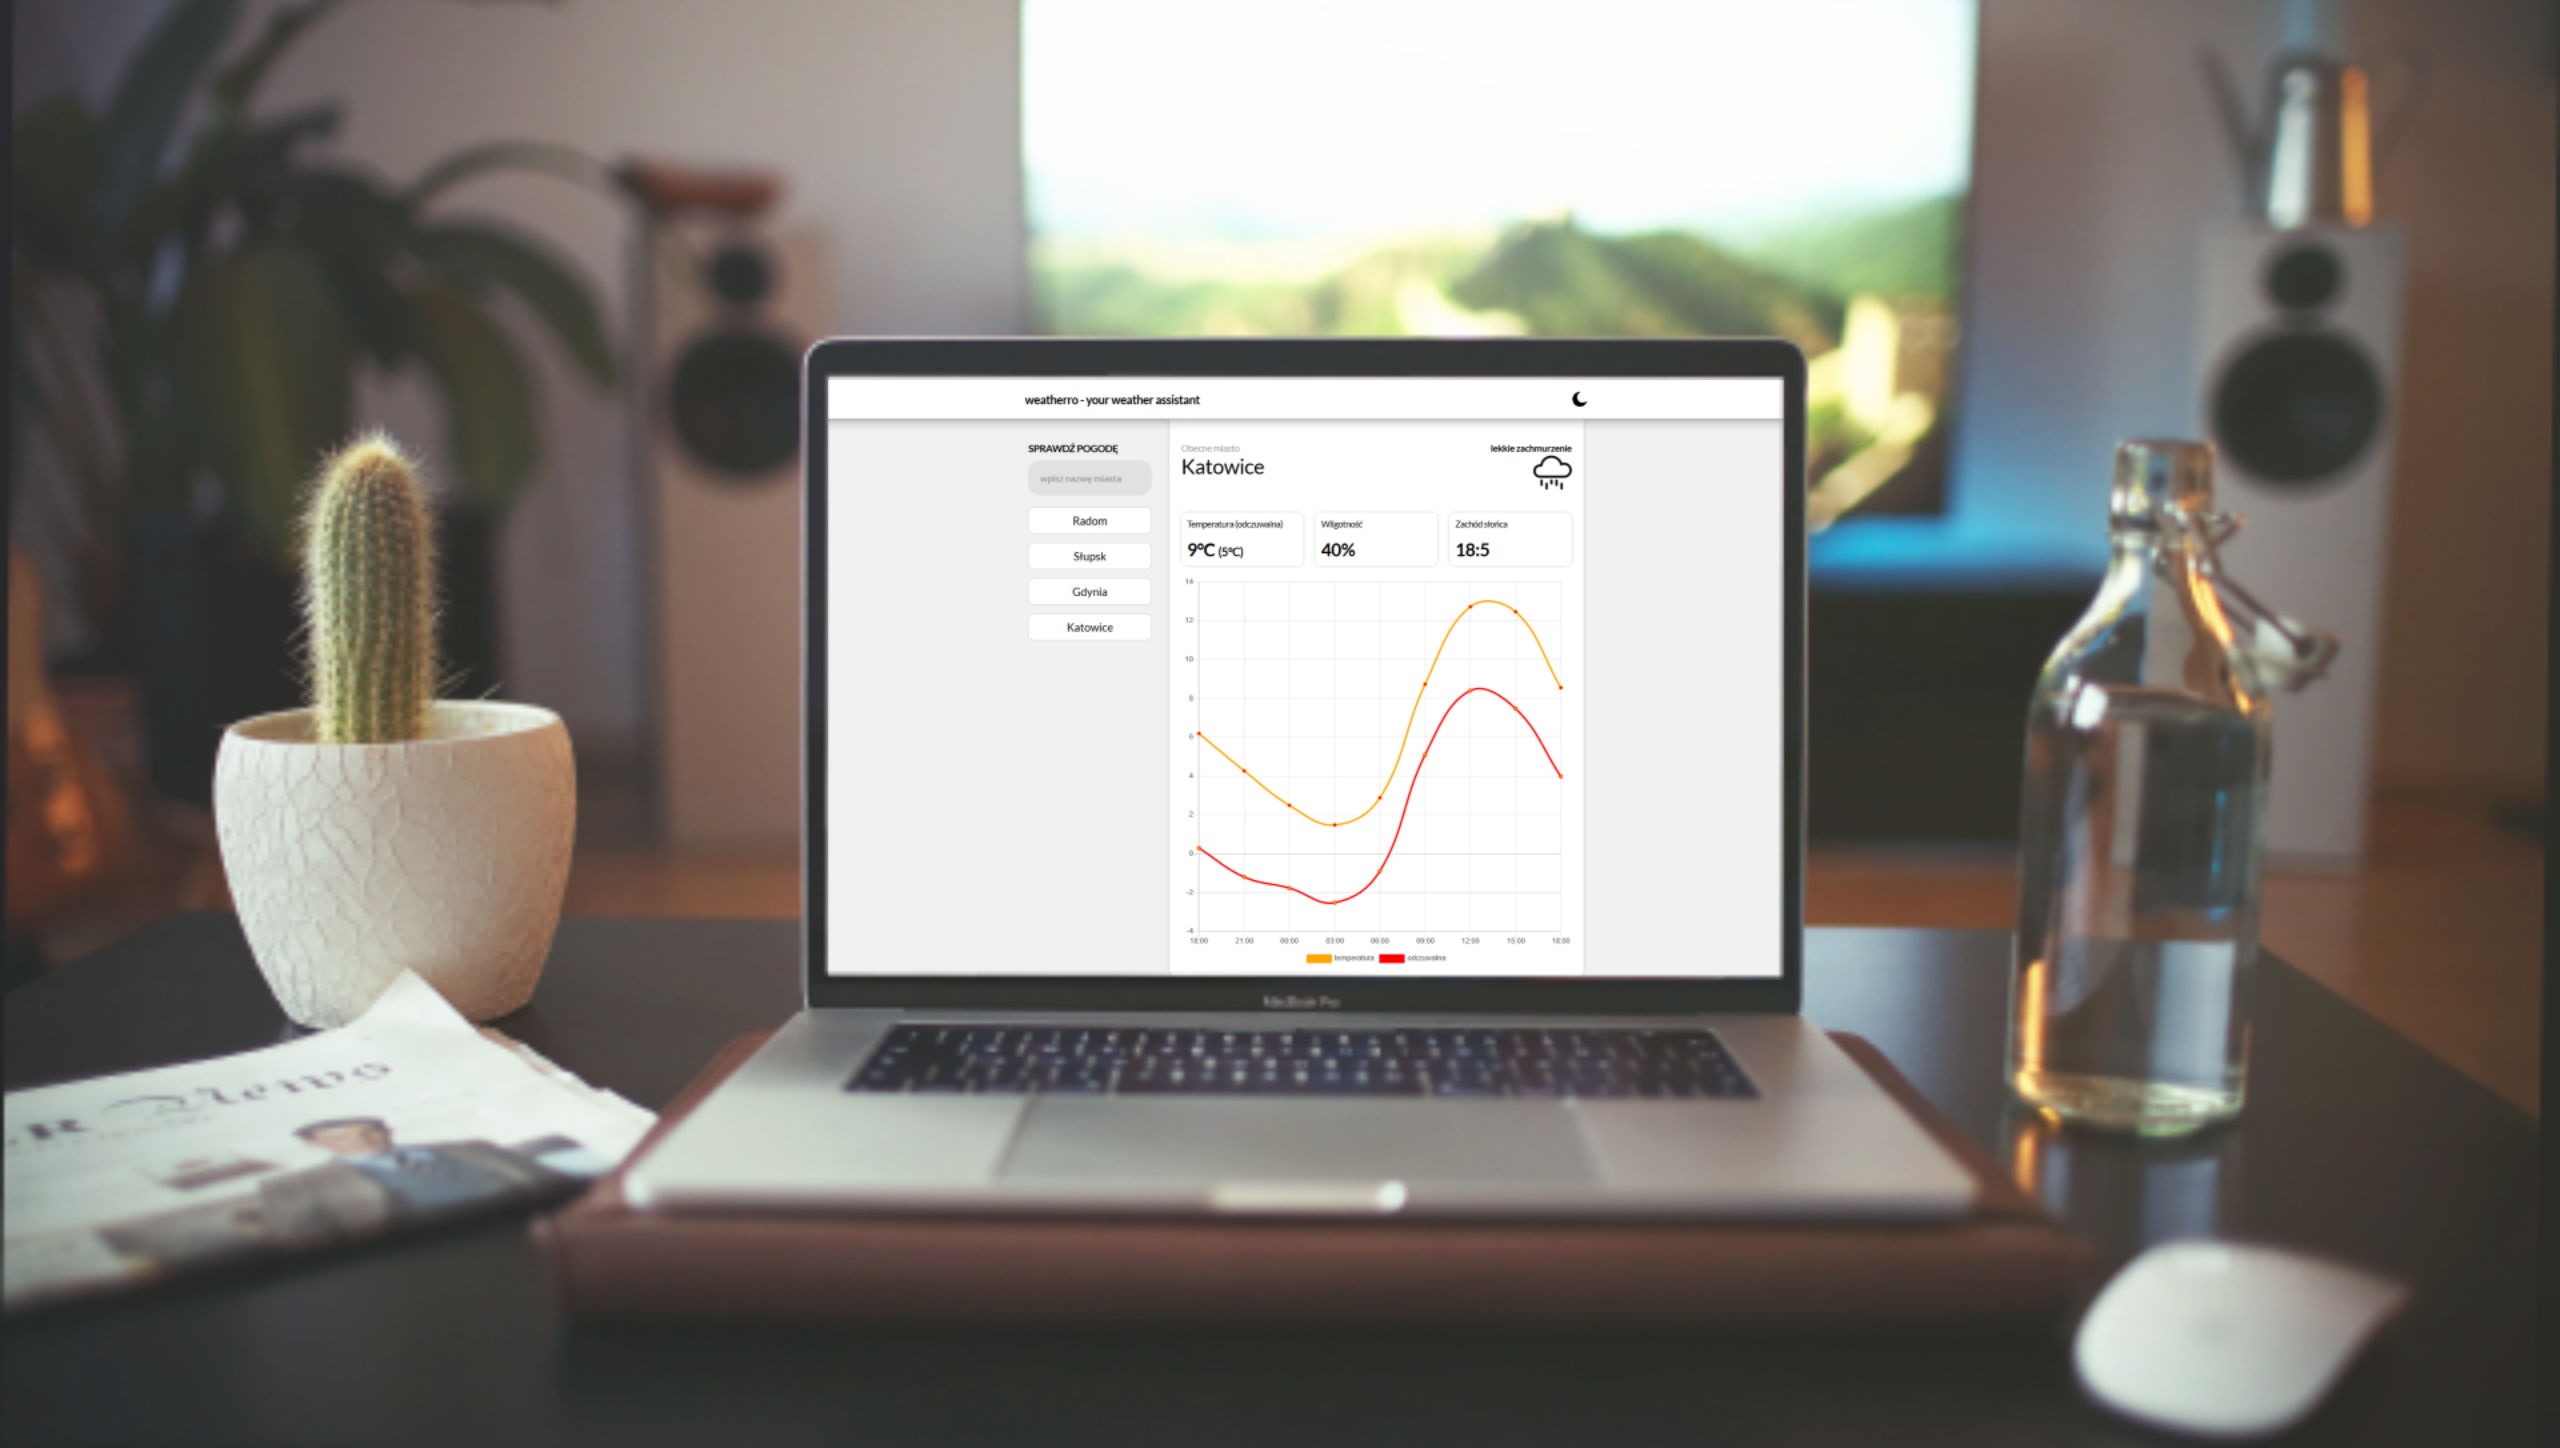 weatherro - your weather assistant
SPRAWDŹ POGODĘ
wpisz nazwę miasta
Radom
Słupsk
Gdynia
Katowice
Obecne miasto
Katowice
lekkie zachmurzenie
Temperatura (odczuwalna)
9°C (5°C)
Wilgotność
40%
Zachód słońca
18:5
14
12
10
8
6
4
2
0
-2
-4
18:00 21:00 00:00 03:00 06:00 09:00 12:00 15:00 18:00
temperatura odczuwalna
MacBook Pro
R Review